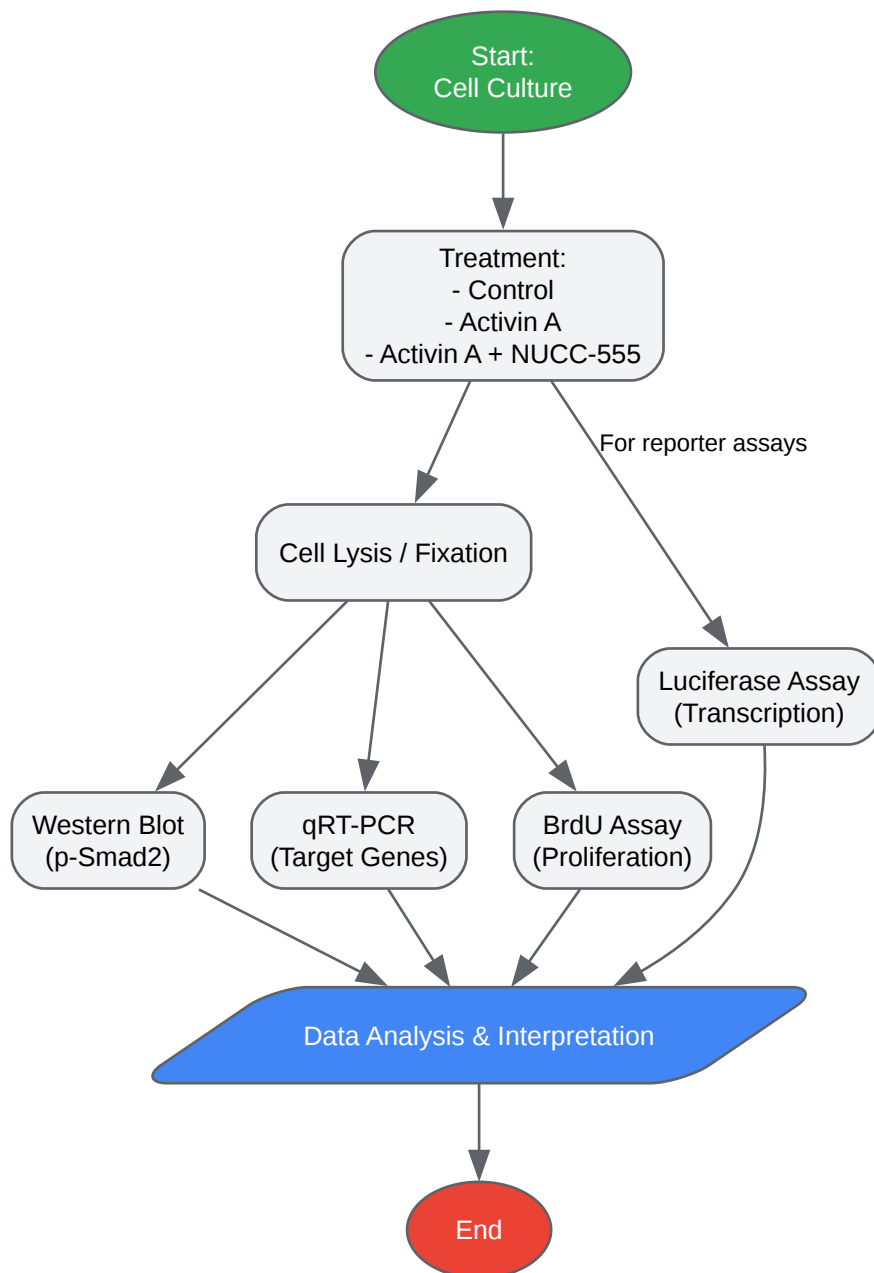 Start:
Cell Culture
Treatment:
- Control
- Activin A
- Activin A + NUCC-555
For reporter assays
Cell Lysis / Fixation
Luciferase Assay
(Transcription)
Western Blot
(p-Smad2)
qRT-PCR
(Target Genes)
BrdU Assay
(Proliferation)
Data Analysis & Interpretation
End